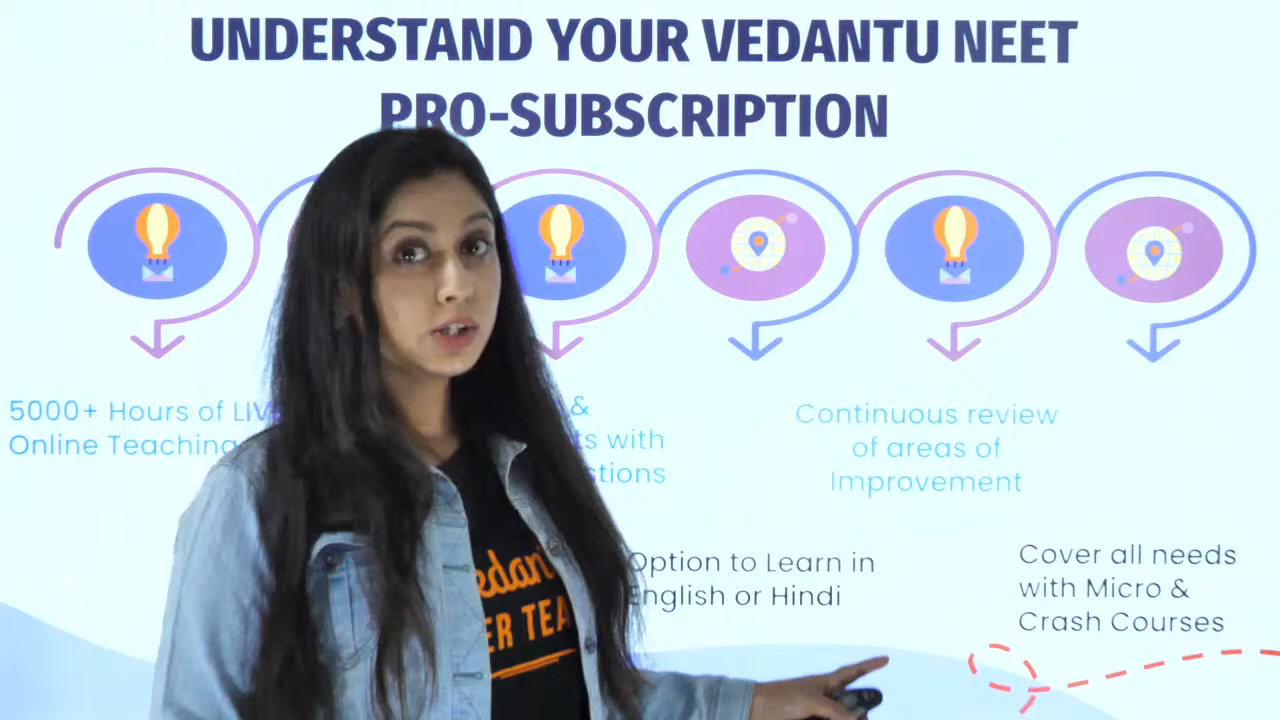 UNDERSTAND YOUR VEDANTU NEET
PRO-SUBSCRIPTION
5000+ Hours of
Online Teaching
&
with
Continuous review
of areas of
Improvement
Option to Learn in
English or Hindi
Cover all needs
with Micro &
Crash Courses